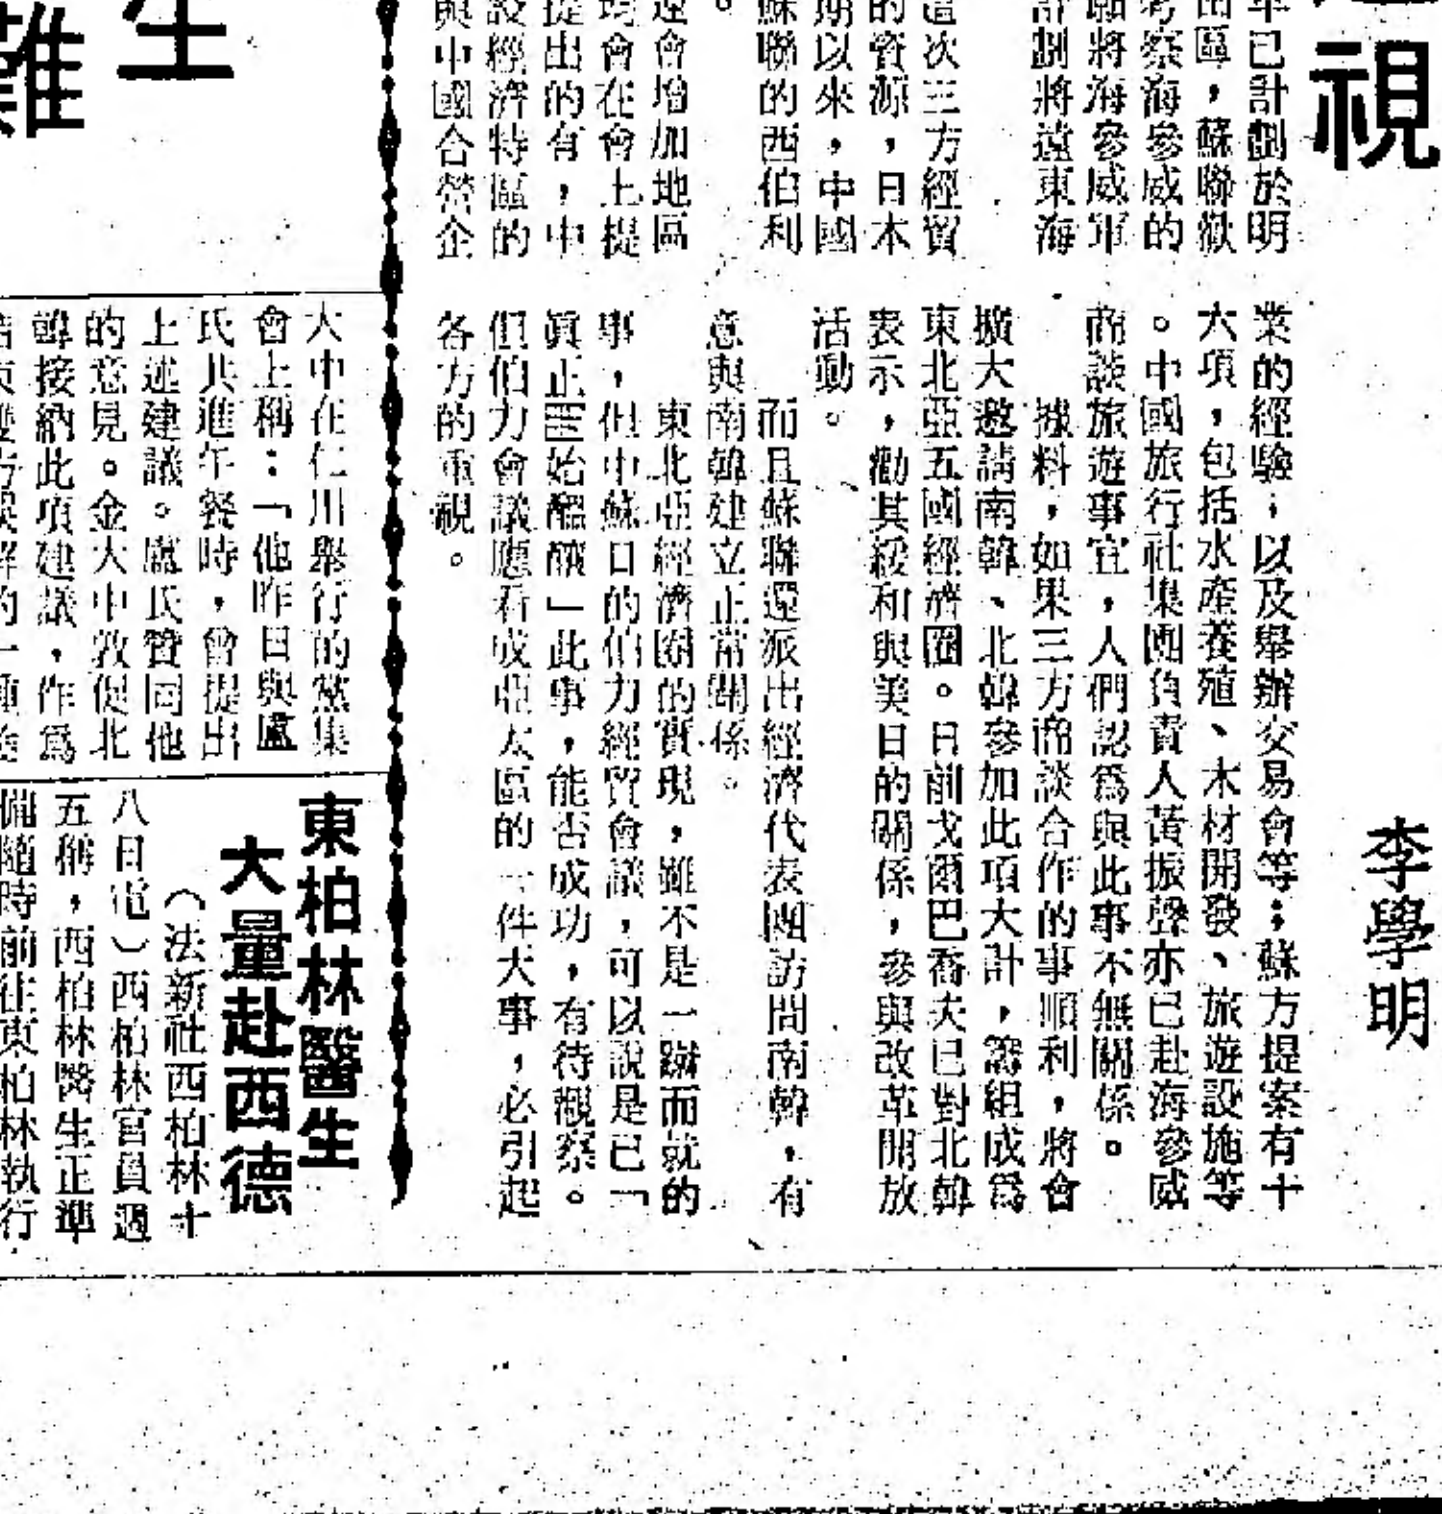 視
李學明
年已計劃於明
出區，蘇聯歡
考察海參威的
願將海參威軍
計劃將遠東海
這次三方經貿
的資源，日本
期以來，中國
蘇聯的西伯利
。
還會增加地區
均會在會上提
提出的有，中
設經濟特區的
與中國合營企
業的經驗；以及舉辦交易會等；蘇方提案有十
六項，包括水產養殖、木材開發、旅遊設施等
。中國旅行社集團負責人黃振聲亦已赴海參威
商談旅遊事宜，人們認爲與此事不無關係。
據料，如果三方商談合作的事順利，將會
擴大邀請南韓、北韓參加此項大計，籌組成爲
東北亞五國經濟圈。日前戈爾巴喬夫已對北韓
表示，勸其緩和與美日的關係，參與改革開放
活動。
而且蘇聯還派出經濟代表團訪問南韓，有
意與南韓建立正常關係。
東北亞經濟圈的實現，雖不是一蹴而就的
事，但中蘇日的伯力經貿會議，可以說是已「
眞正開始醞釀」此事，能否成功，有待觀察。
但伯力會議應看成亞太區的一件大事，必引起
各方的重視。
生
難
大中在仁川舉行的黨集
會上稱：「他昨日與盧
氏共進午餐時，曾提出
上述建議。盧氏贊同他
的意見。金大中敦促北
韓接納此項建議，作爲
東柏林醫生
大量赴西德
（法新社西柏林十
八日電）西柏林官員週
五稱，西柏林醫生正準
備隨時前往東柏林執行